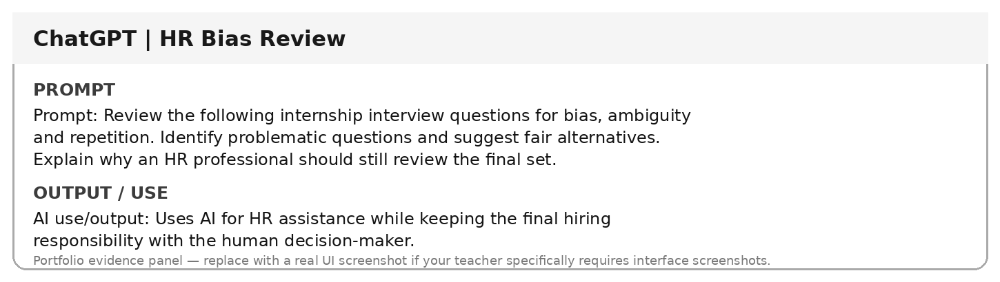 ChatGPT | HR Bias Review
PROMPT
Prompt: Review the following internship interview questions for bias, ambiguity
and repetition. Identify problematic questions and suggest fair alternatives.
Explain why an HR professional should still review the final set.
OUTPUT / USE
AI use/output: Uses AI for HR assistance while keeping the final hiring
responsibility with the human decision-maker.
Portfolio evidence panel — replace with a real UI screenshot if your teacher specifically requires interface screenshots.